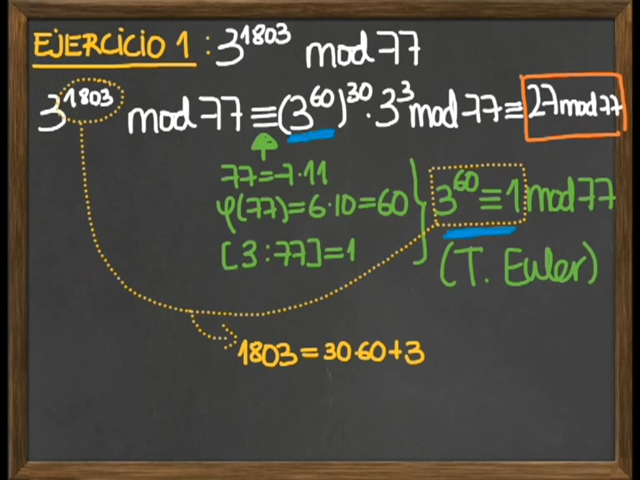 EJERCICIO 1 : 3^1803 mod 77
3^1803 mod 77 ≡ (3^60)^30 · 3^3 mod 77 ≡ 27 mod 77
77 = 7·11
φ(77) = 6·10 = 60
[3:77] = 1
3^60 ≡ 1 mod 77
(T. Euler)
1803 = 30·60+3